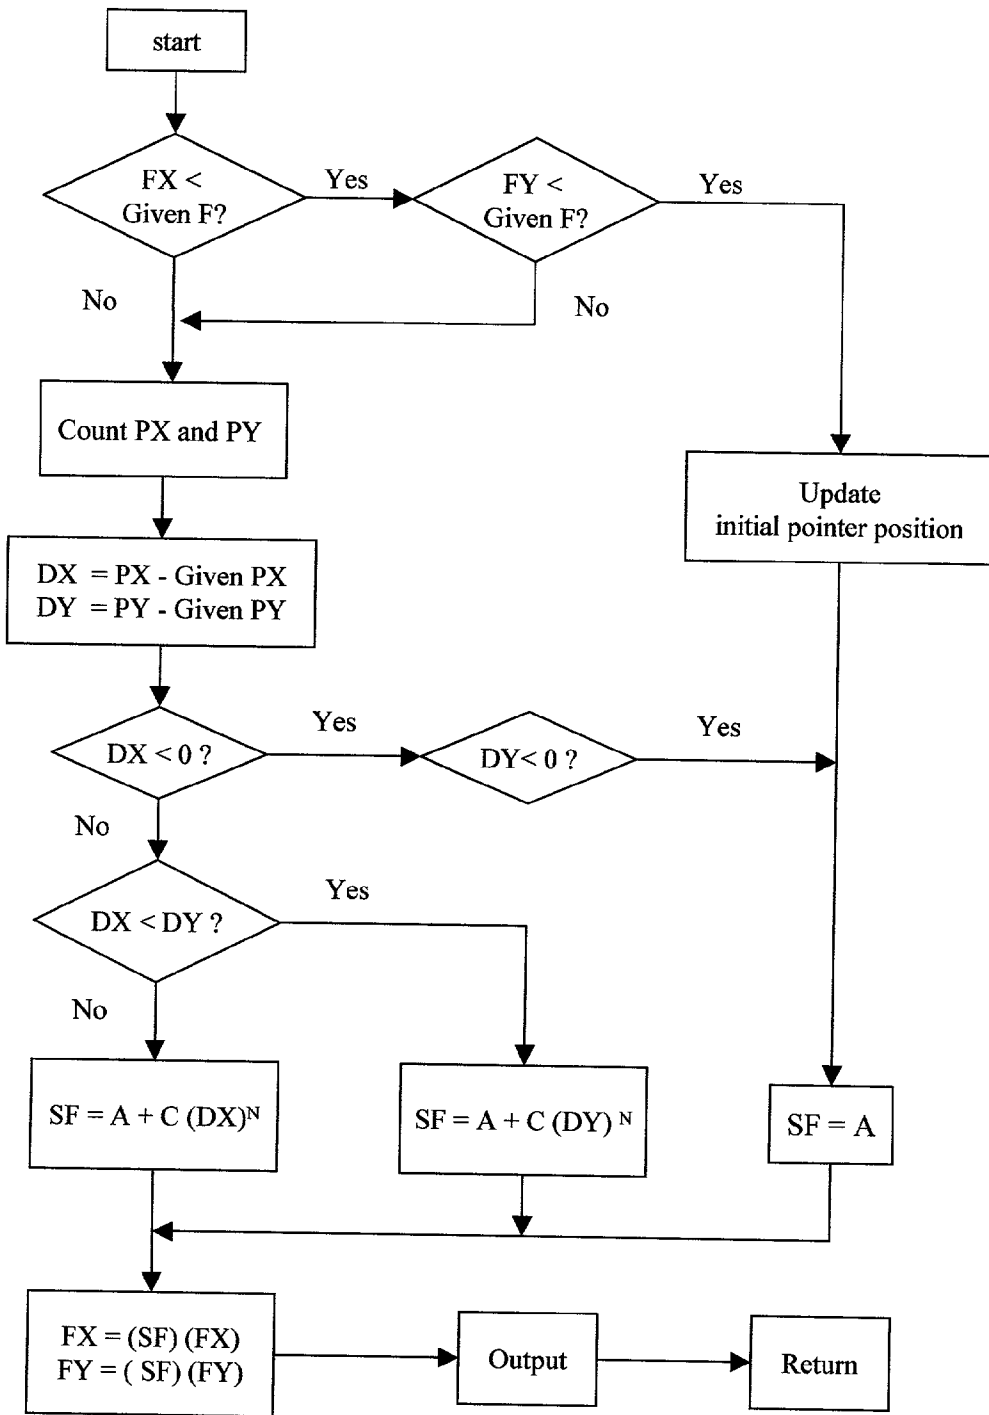 start
FX <
Given F?
Yes
FY <
Given F?
Yes
No
No
Count PX and PY
Update
initial pointer position
DX = PX - Given PX
DY = PY - Given PY
DX < 0 ?
Yes
DY< 0 ?
Yes
No
DX < DY ?
Yes
No
SF = A + C (DX)ᴺ
SF = A + C (DY) ᴺ
SF = A
FX = (SF) (FX)
FY = ( SF) (FY)
Output
Return